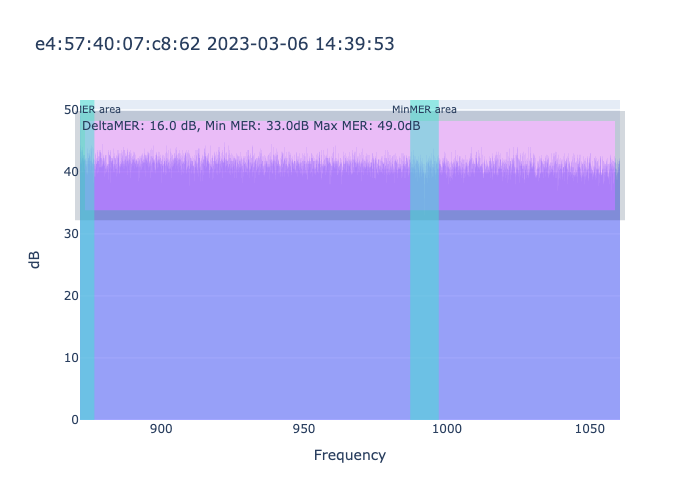 e4:57:40:07:c8:62 2023-03-06 14:39:53
area
MinMER area
DeltaMER: 16.0 dB, Min MER: 33.0dB Max MER: 49.0dB
50
40
30
20
10
0
dB
900
950
1000
1050
Frequency